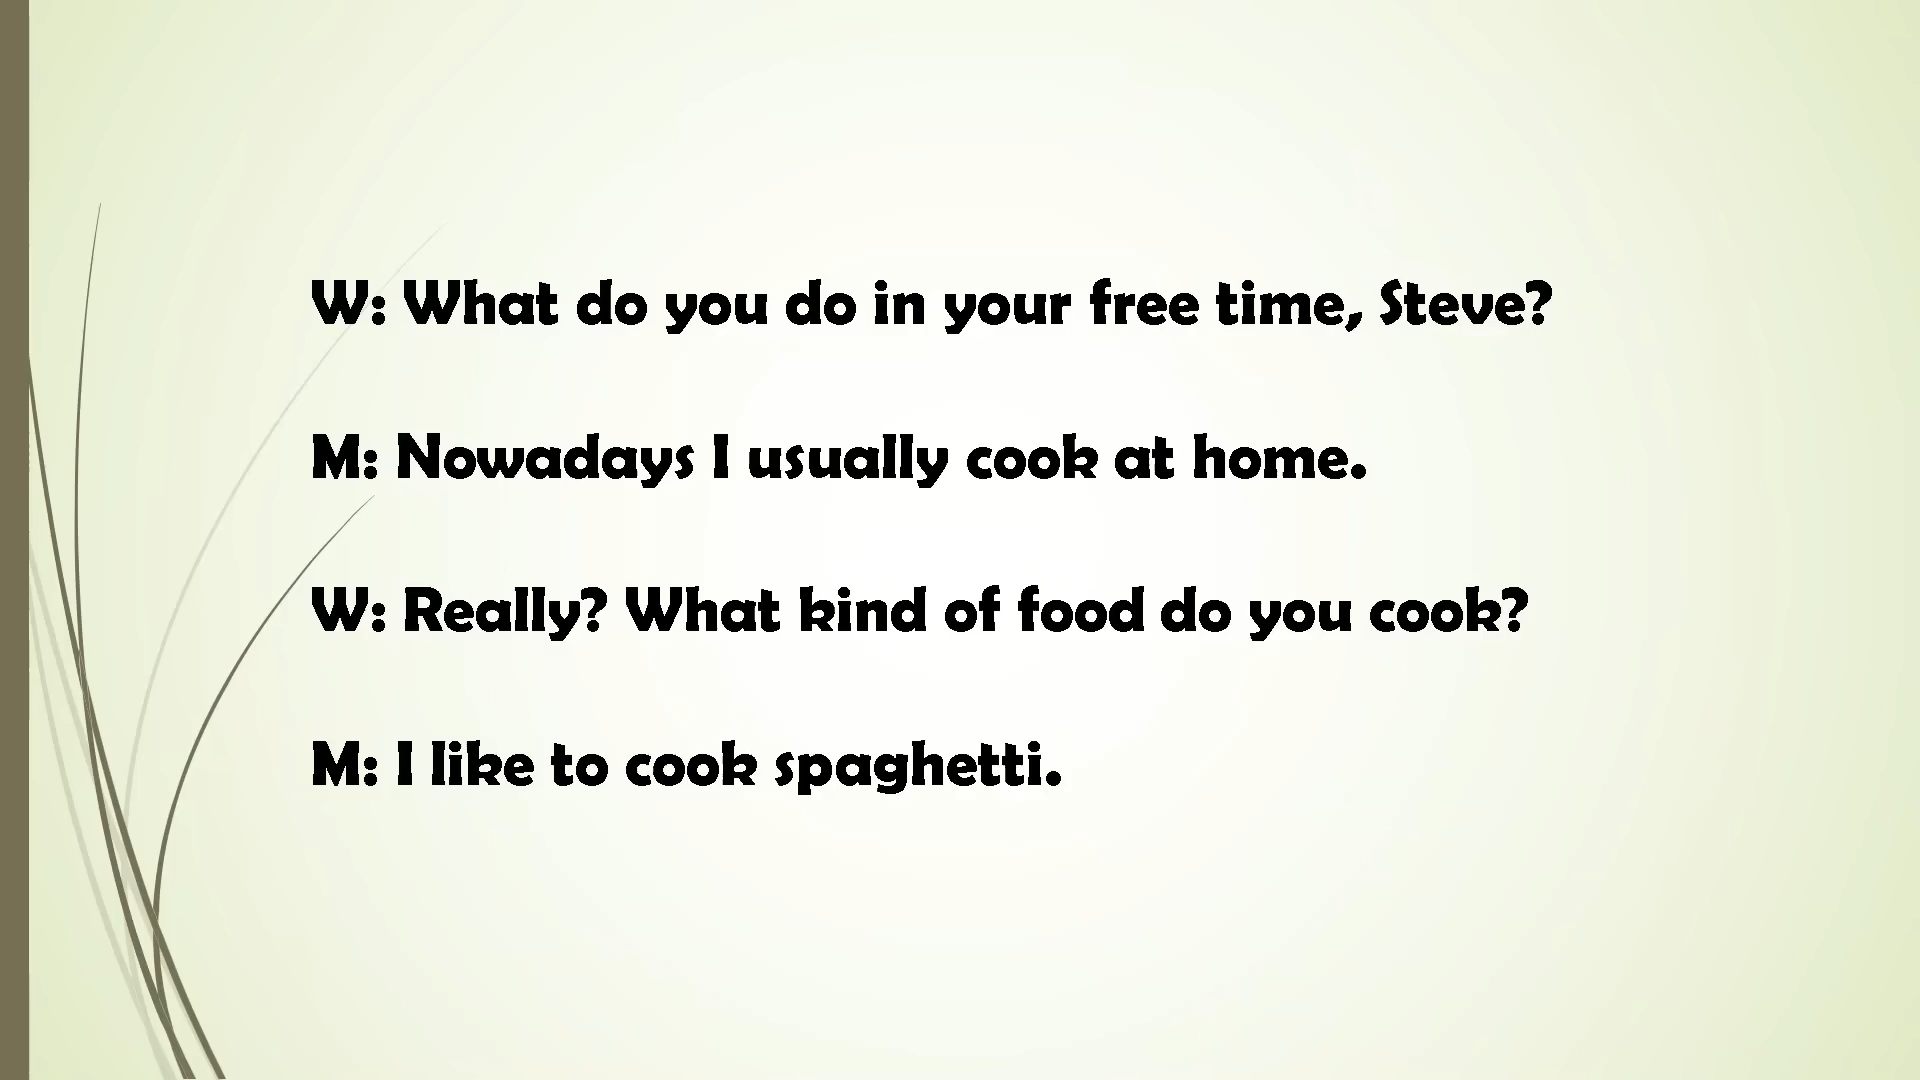 W: What do you do in your free time, Steve?
M: Nowadays I usually cook at home.
W: Really? What kind of food do you cook?
M: I like to cook spaghetti.